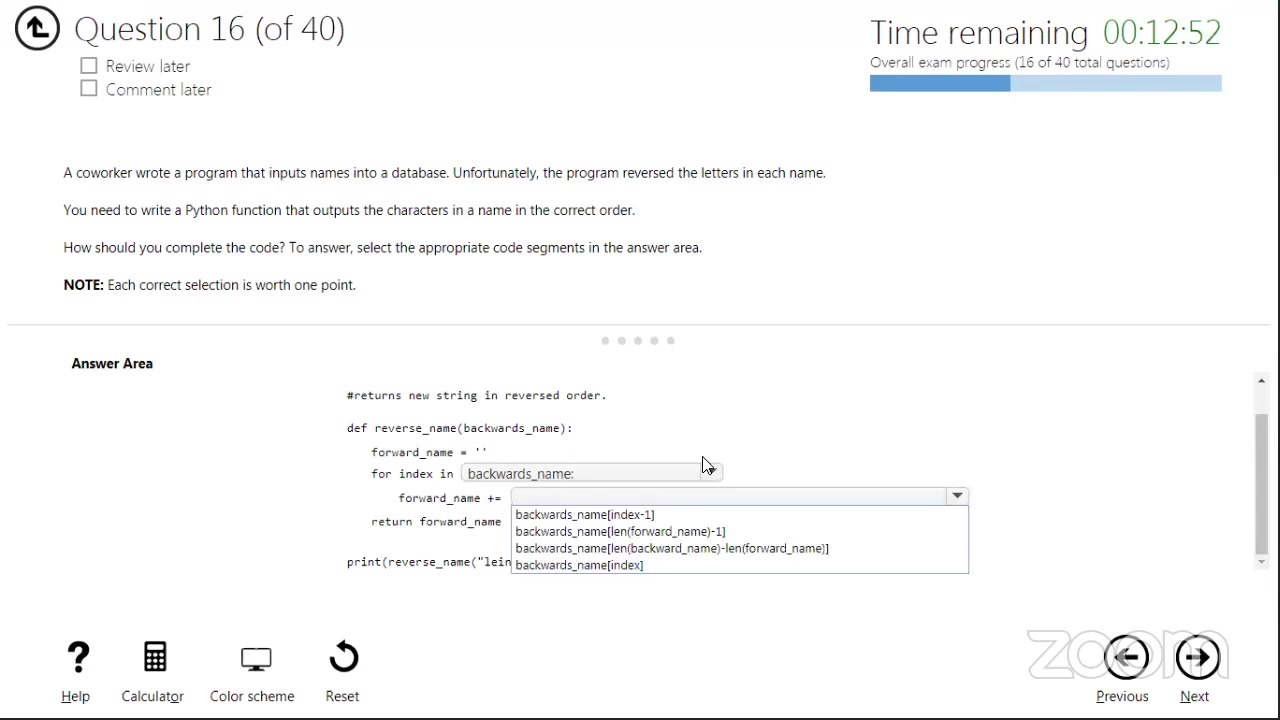 Question 16 (of 40)
Review later
Comment later
Time remaining 00:12:52
Overall exam progress (16 of 40 total questions)
A coworker wrote a program that inputs names into a database. Unfortunately, the program reversed the letters in each name.
You need to write a Python function that outputs the characters in a name in the correct order.
How should you complete the code? To answer, select the appropriate code segments in the answer area.
NOTE: Each correct selection is worth one point.
Answer Area
#returns new string in reversed order.
def reverse_name(backwards_name):
forward_name = ''
for index in backwards_name:
forward_name +=
backwards_name[index-1]
backwards_name[len(forward_name)-1]
backwards_name[len(backward_name)-len(forward_name)]
backwards_name[index]
return forward_name
print(reverse_name("lein
? Help
Calculator
Color scheme
Reset
Previous
Next
zoom